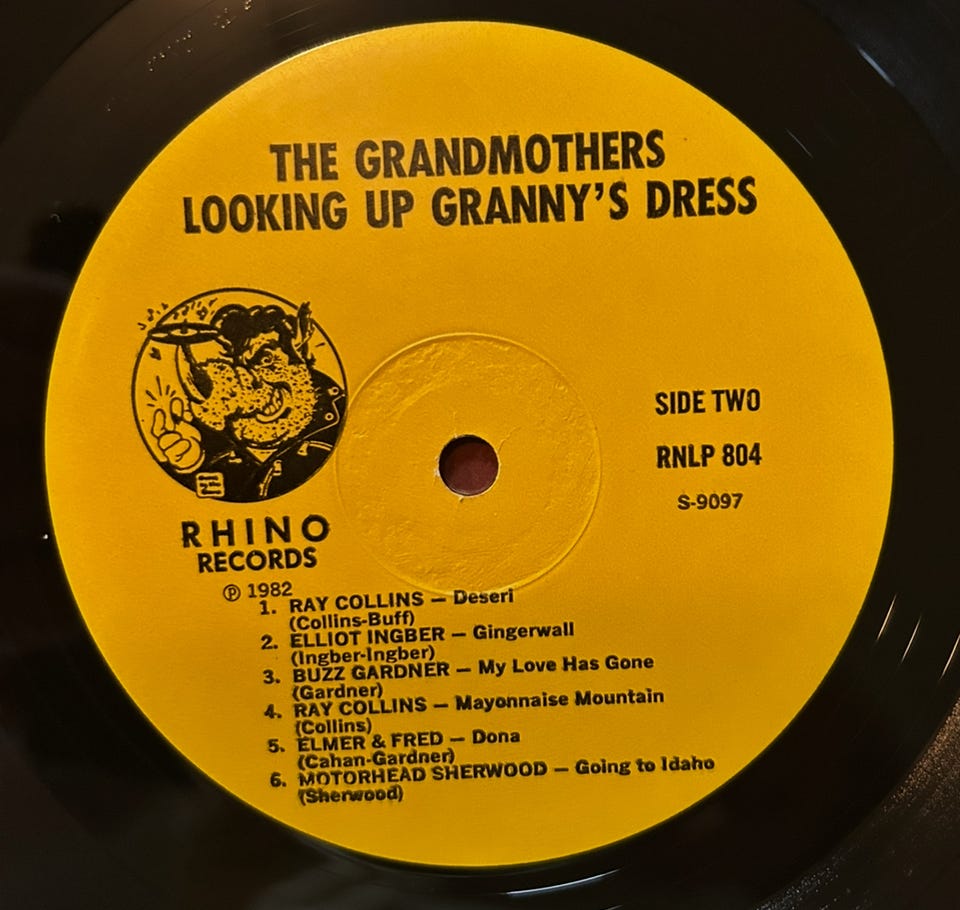 THE GRANDMOTHERS
LOOKING UP GRANNY'S DRESS
SIDE TWO
RNLP 804
S-9097
RHINO
RECORDS
℗ 1982
1. RAY COLLINS — Deseri
(Collins-Buff)
2. ELLIOT INGBER — Gingerwall
(Ingber-Ingber)
3. BUZZ GARDNER — My Love Has Gone
(Gardner)
4. RAY COLLINS — Mayonnaise Mountain
(Collins)
5. ELMER & FRED — Dona
(Cahan-Gardner)
6. MOTORHEAD SHERWOOD — Going to Idaho
(Sherwood)